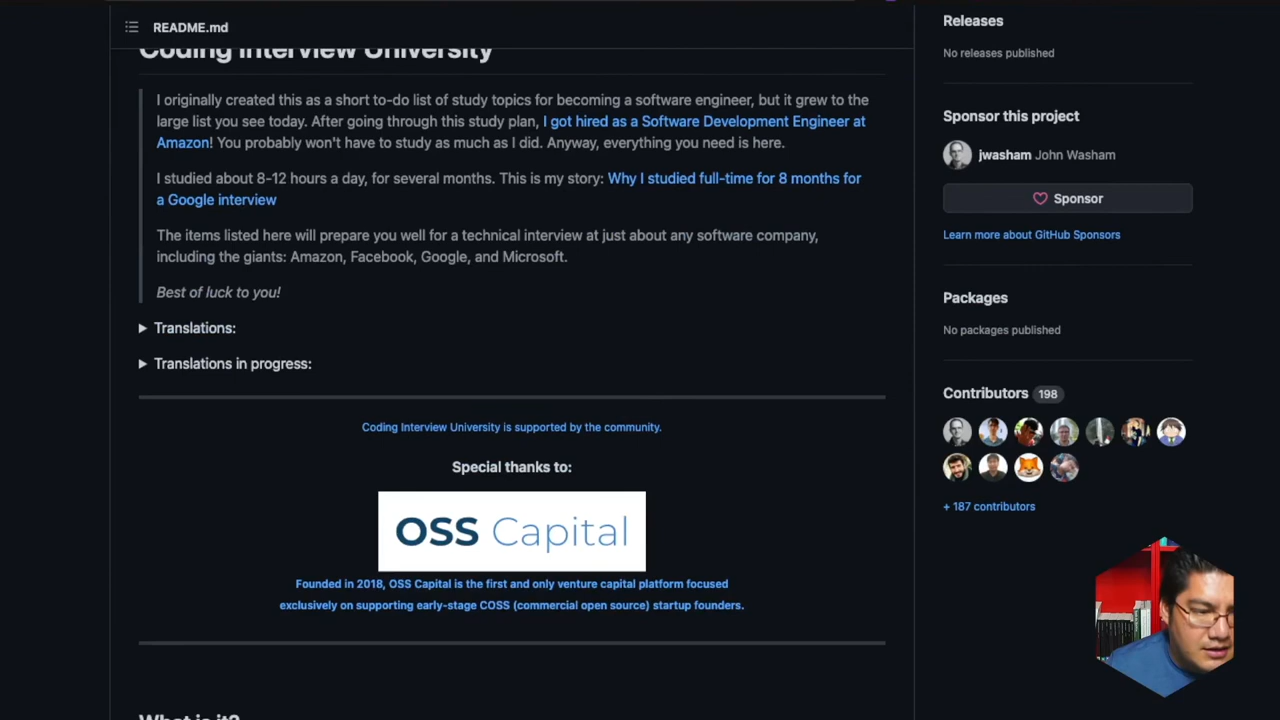 README.md
Coding Interview University
I originally created this as a short to-do list of study topics for becoming a software engineer, but it grew to the
large list you see today. After going through this study plan, I got hired as a Software Development Engineer at
Amazon! You probably won't have to study as much as I did. Anyway, everything you need is here.
I studied about 8-12 hours a day, for several months. This is my story: Why I studied full-time for 8 months for
a Google interview
The items listed here will prepare you well for a technical interview at just about any software company,
including the giants: Amazon, Facebook, Google, and Microsoft.
Best of luck to you!
Translations:
Translations in progress:
Coding Interview University is supported by the community.
Special thanks to:
OSS Capital
Founded in 2018, OSS Capital is the first and only venture capital platform focused
exclusively on supporting early-stage COSS (commercial open source) startup founders.
What is it?
Releases
No releases published
Sponsor this project
jwasham John Washam
Sponsor
Learn more about GitHub Sponsors
Packages
No packages published
Contributors 198
+ 187 contributors